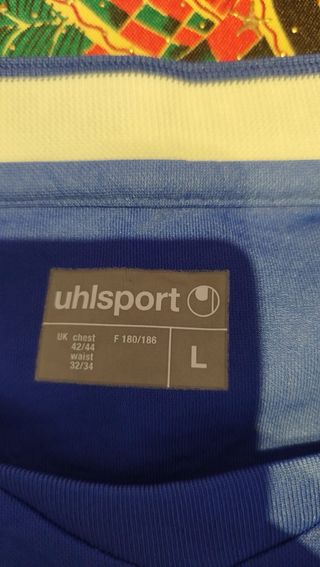 uhlsport
UK chest F 180/186
42/44
waist
32/34
L